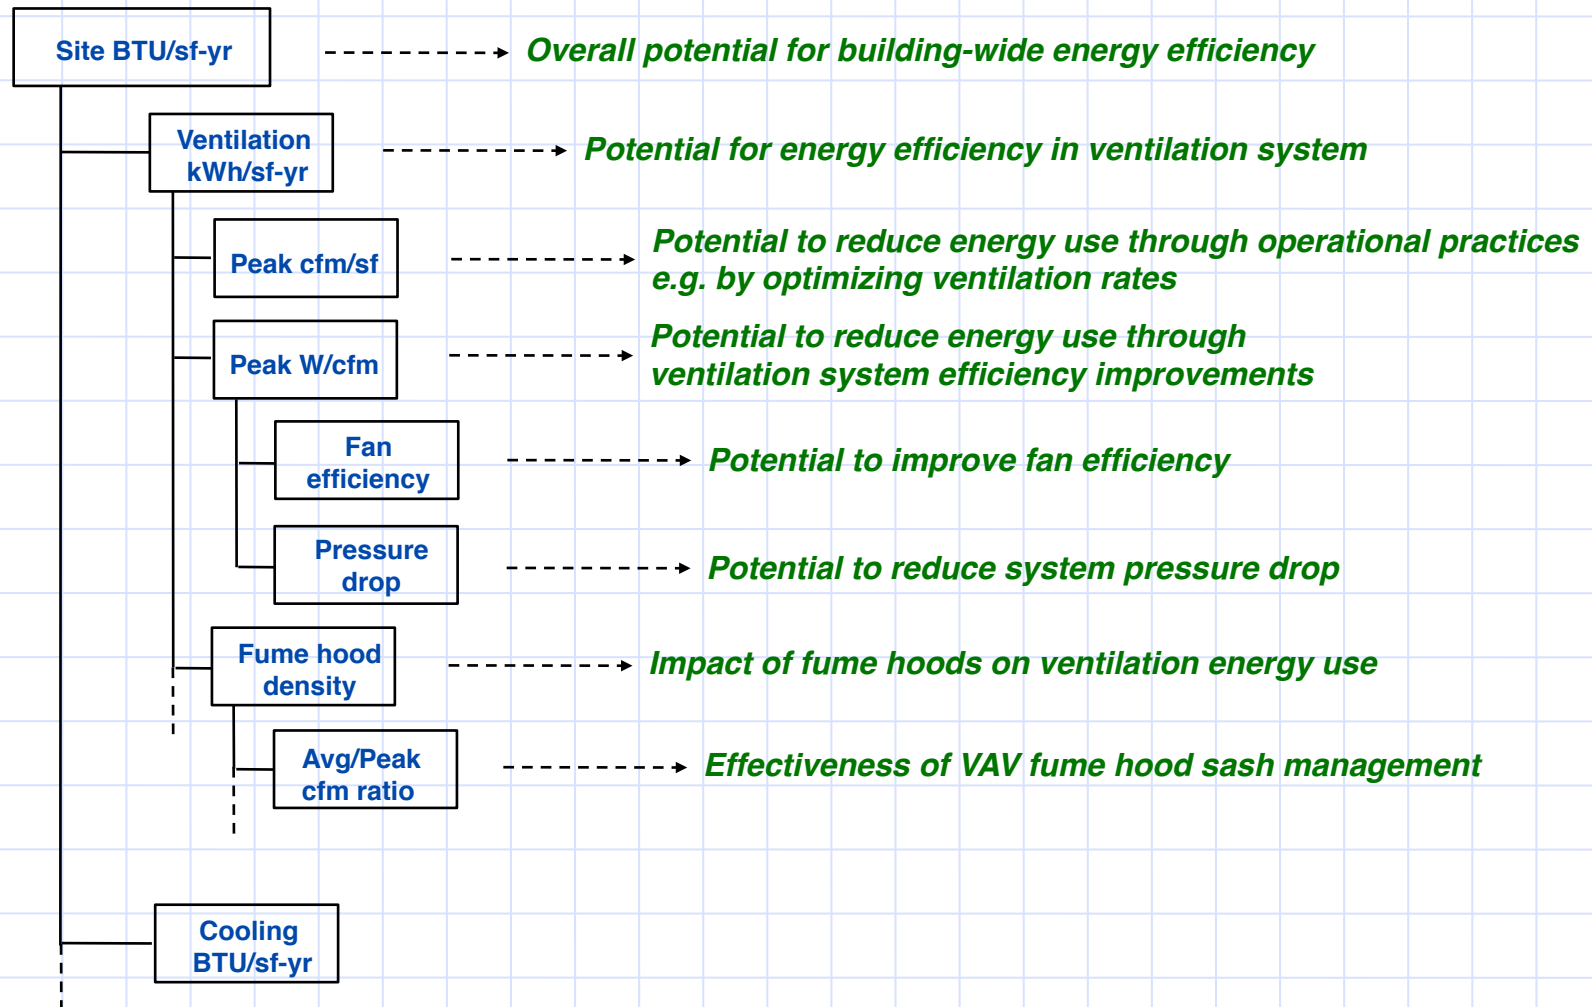 Site BTU/sf-yr
Overall potential for building-wide energy efficiency
Ventilation
kWh/sf-yr
Potential for energy efficiency in ventilation system
Peak cfm/sf
Potential to reduce energy use through operational practices
e.g. by optimizing ventilation rates
Peak W/cfm
Potential to reduce energy use through
ventilation system efficiency improvements
Fan
efficiency
Potential to improve fan efficiency
Pressure
drop
Potential to reduce system pressure drop
Fume hood
density
Impact of fume hoods on ventilation energy use
Avg/Peak
cfm ratio
Effectiveness of VAV fume hood sash management
Cooling
BTU/sf-yr